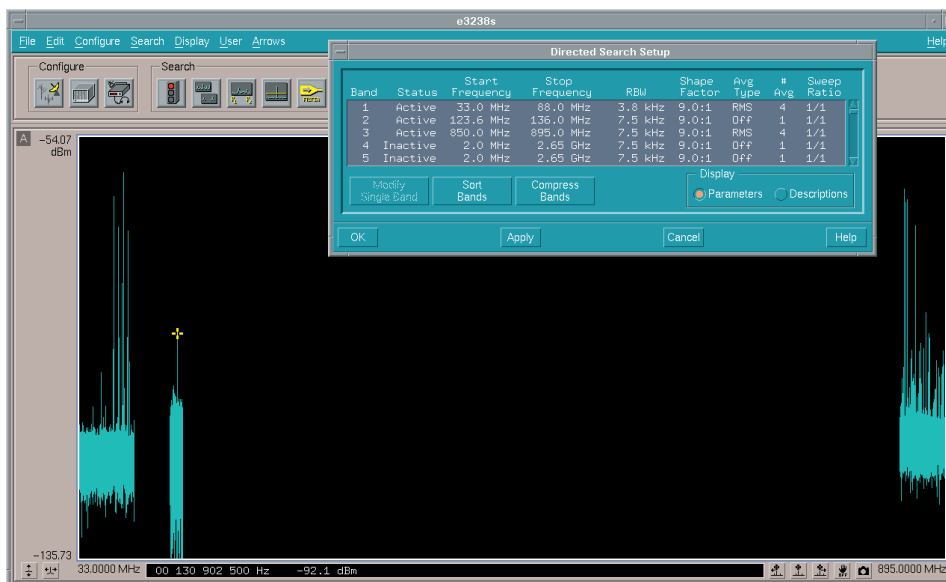 e3238s
File Edit Configure Search Display User Arrows
Help
Configure
Search
Directed Search Setup
Start Stop Shape Avg # Sweep
Band Status Frequency Frequency RBW Factor Type Avg Ratio
1 Active 33.0 MHz 88.0 MHz 3.8 kHz 9.0:1 RMS 4 1/1
2 Active 123.6 MHz 136.0 MHz 7.5 kHz 9.0:1 Off 1 1/1
3 Active 850.0 MHz 895.0 MHz 7.5 kHz 9.0:1 RMS 4 1/1
4 Inactive 2.0 MHz 2.65 GHz 7.5 kHz 9.0:1 Off 1 1/1
5 Inactive 2.0 MHz 2.65 GHz 7.5 kHz 9.0:1 Off 1 1/1
Modify Single Band
Sort Bands
Compress Bands
Display
Parameters Descriptions
OK Apply Cancel Help
A -54.07
dBm
-135.73
33.0000 MHz 00 130 902 500 Hz -92.1 dBm 895.0000 MHz